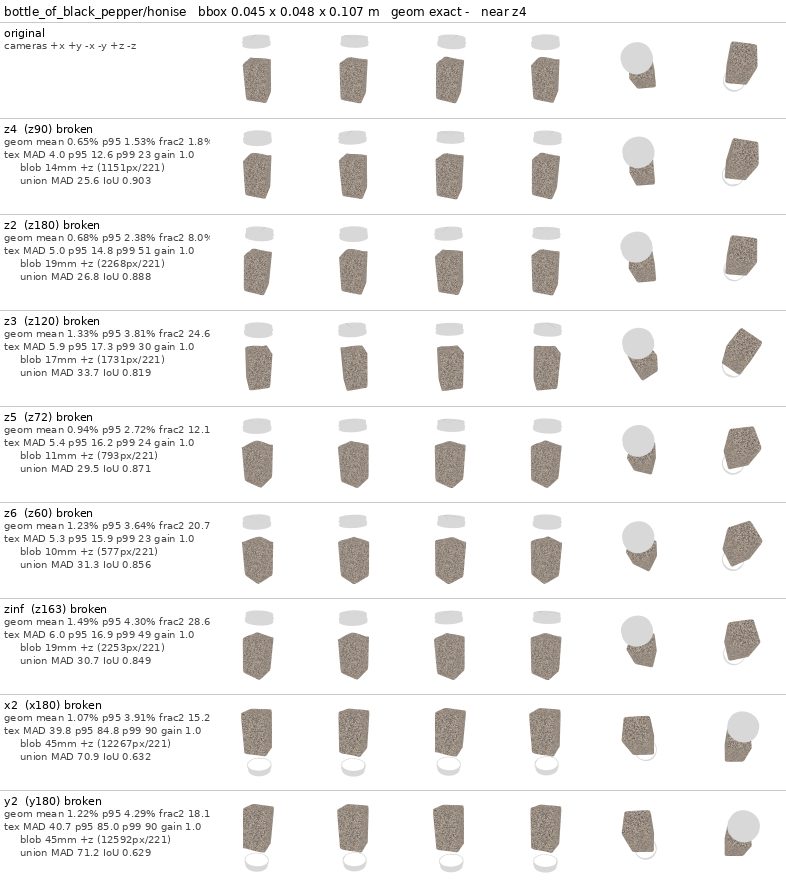 bottle_of_black_pepper/honise bbox 0.045 x 0.048 x 0.107 m geom exact - near z4
original
cameras +x +y -x -y +z -z
z4 (z90) broken
geom mean 0.65% p95 1.53% frac2 1.8%
tex MAD 4.0 p95 12.6 p99 23 gain 1.0
blob 14mm +z (1151px/221)
union MAD 25.6 IoU 0.903
z2 (z180) broken
geom mean 0.68% p95 2.38% frac2 8.0%
tex MAD 5.0 p95 14.8 p99 51 gain 1.0
blob 19mm +z (2268px/221)
union MAD 26.8 IoU 0.888
z3 (z120) broken
geom mean 1.33% p95 3.81% frac2 24.6
tex MAD 5.9 p95 17.3 p99 30 gain 1.0
blob 17mm +z (1731px/221)
union MAD 33.7 IoU 0.819
z5 (z72) broken
geom mean 0.94% p95 2.72% frac2 12.1
tex MAD 5.4 p95 16.2 p99 24 gain 1.0
blob 11mm +z (793px/221)
union MAD 29.5 IoU 0.871
z6 (z60) broken
geom mean 1.23% p95 3.64% frac2 20.7
tex MAD 5.3 p95 15.9 p99 23 gain 1.0
blob 10mm +z (577px/221)
union MAD 31.3 IoU 0.856
zinf (z163) broken
geom mean 1.49% p95 4.30% frac2 28.6
tex MAD 6.0 p95 16.9 p99 49 gain 1.0
blob 19mm +z (2253px/221)
union MAD 30.7 IoU 0.849
x2 (x180) broken
geom mean 1.07% p95 3.91% frac2 15.2
tex MAD 39.8 p95 84.8 p99 90 gain 1.0
blob 45mm +z (12267px/221)
union MAD 70.9 IoU 0.632
y2 (y180) broken
geom mean 1.22% p95 4.29% frac2 18.1
tex MAD 40.7 p95 85.0 p99 90 gain 1.0
blob 45mm +z (12592px/221)
union MAD 71.2 IoU 0.629